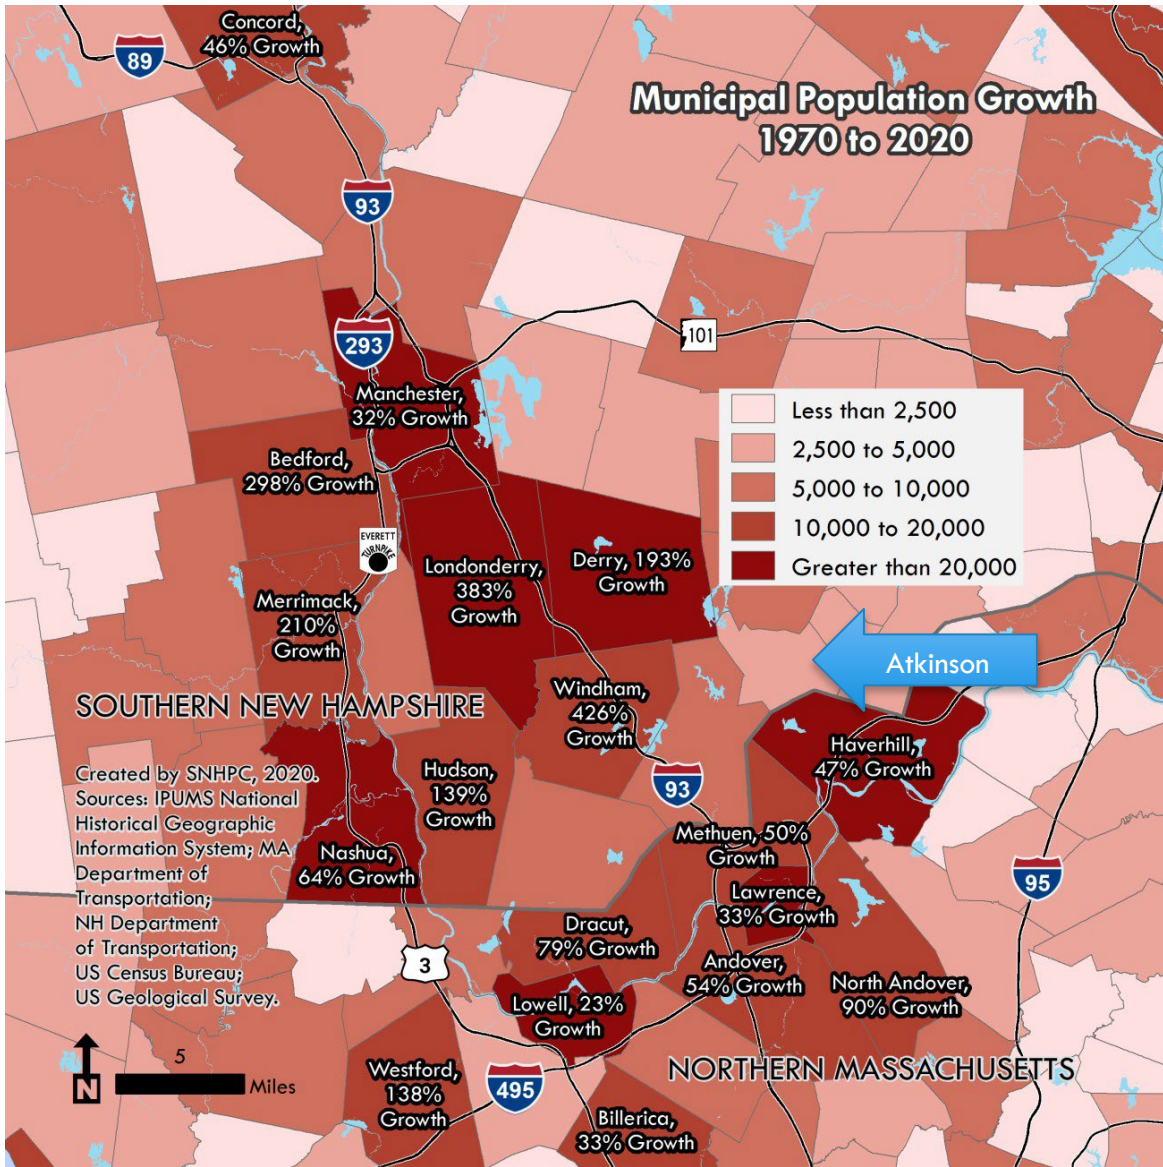 Concord,
46% Growth
89
Municipal Population Growth
1970 to 2020
93
101
293
Manchester,
32% Growth
Less than 2,500
2,500 to 5,000
5,000 to 10,000
10,000 to 20,000
Greater than 20,000
Bedford,
298% Growth
EVERETT
TURNPIKE
Londonderry,
383%
Growth
Derry, 193%
Growth
Merrimack,
210%
Growth
Atkinson
SOUTHERN NEW HAMPSHIRE
Windham,
426%
Growth
Haverhill,
47% Growth
Created by SNHPC, 2020.
Sources: IPUMS National
Historical Geographic
Information System; MA
Department of
Transportation;
NH Department
of Transportation;
US Census Bureau;
US Geological Survey.
Hudson,
139%
Growth
93
Nashua,
64% Growth
Methuen, 50%
Growth
Lawrence,
33% Growth
95
Dracut,
79% Growth
3
Andover,
54% Growth
North Andover,
90% Growth
Lowell, 23%
Growth
NORTHERN MASSACHUSETTS
N
5
Miles
Westford,
138%
Growth
495
Billerica,
33% Growth